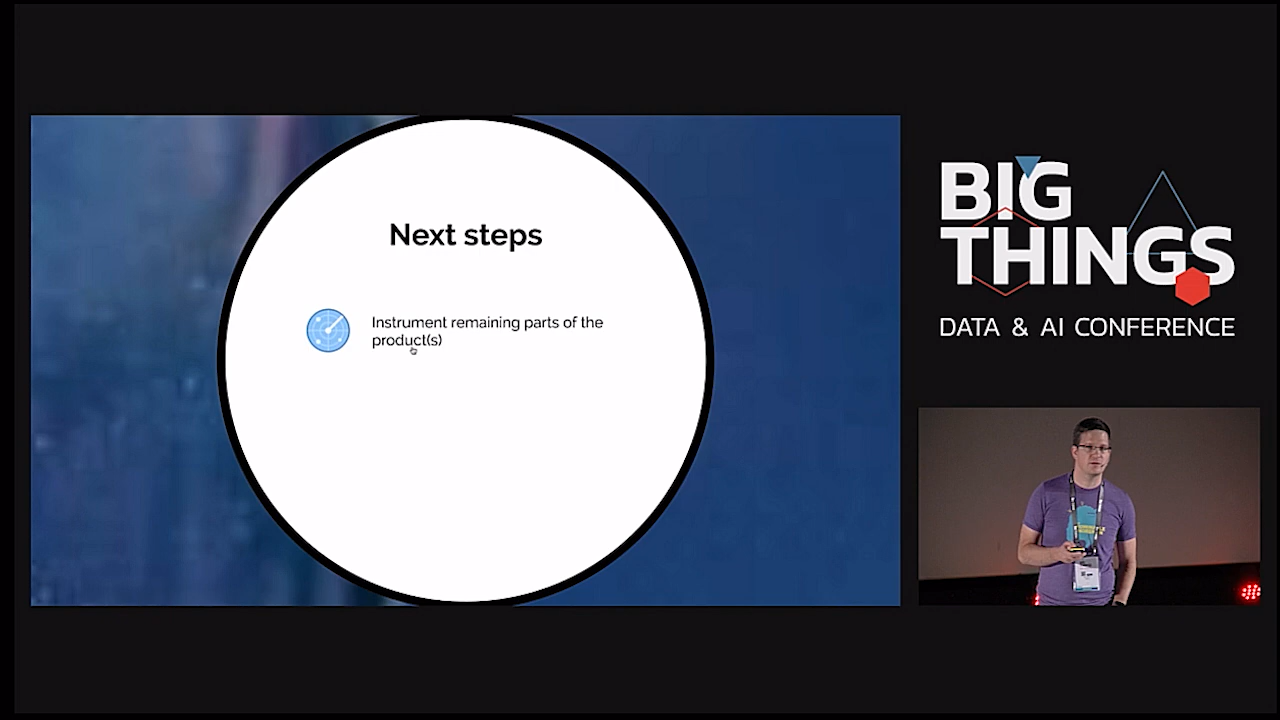 Next steps
Instrument remaining parts of the
product(s)
BIG
THINGS
DATA & AI CONFERENCE